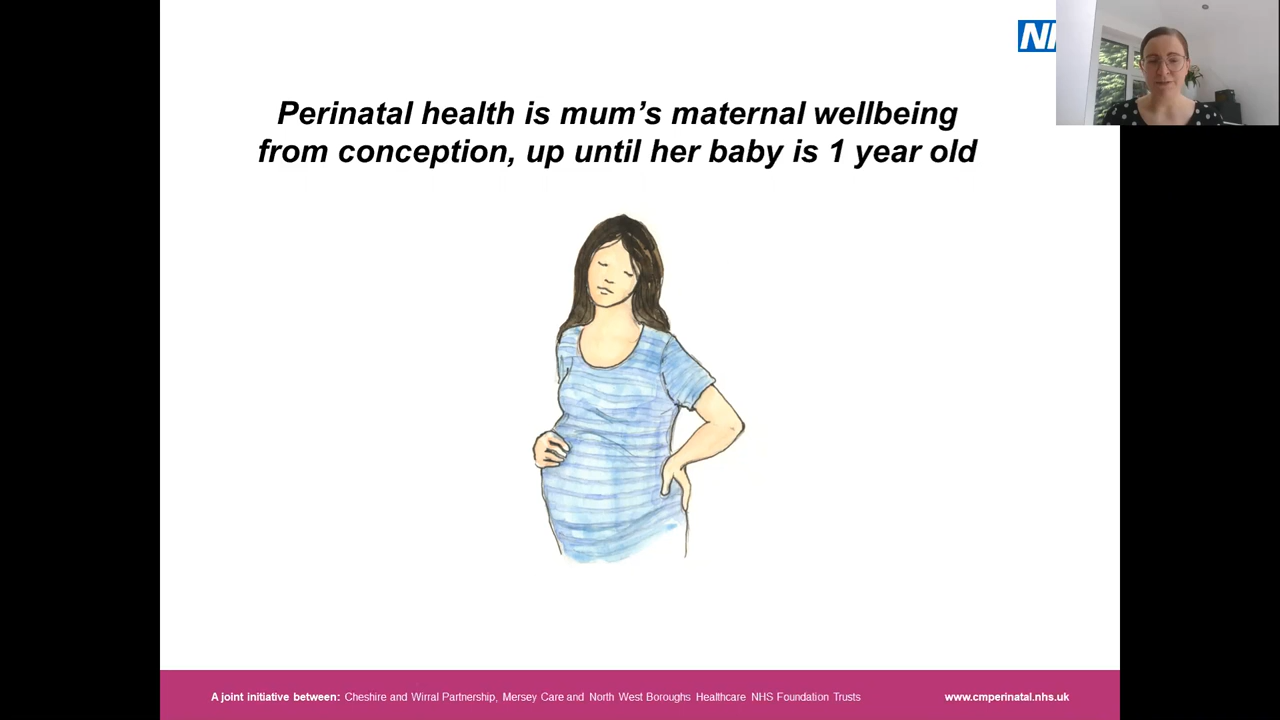 Perinatal health is mum's maternal wellbeing
from conception, up until her baby is 1 year old
A joint initiative between: Cheshire and Wirral Partnership, Mersey Care and North West Boroughs Healthcare NHS Foundation Trusts
www.cmperinatal.nhs.uk